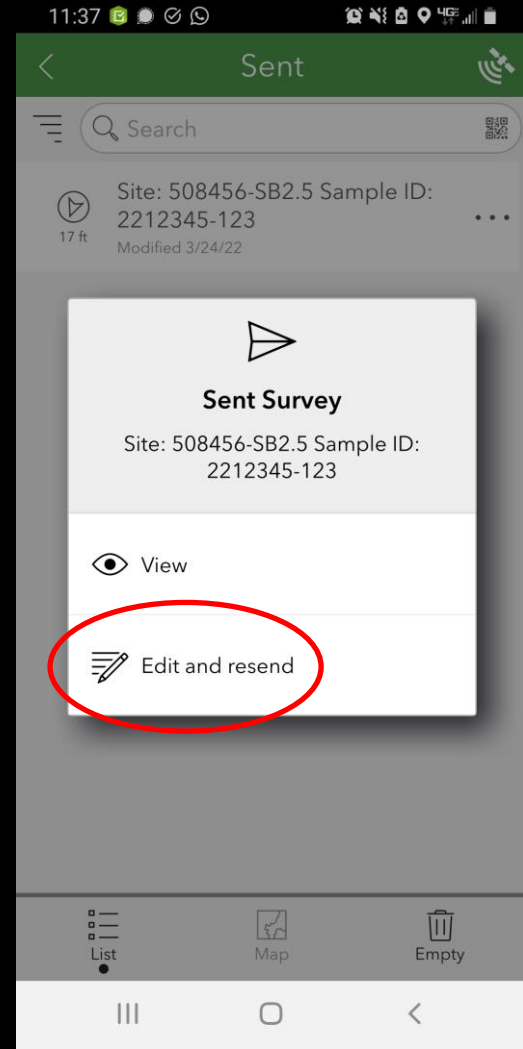 11:37
4GE
Sent
Search
Site: 508456-SB2.5 Sample ID:
2212345-123
17 ft
Modified 3/24/22
Sent Survey
Site: 508456-SB2.5 Sample ID:
2212345-123
View
Edit and resend
List
Map
Empty